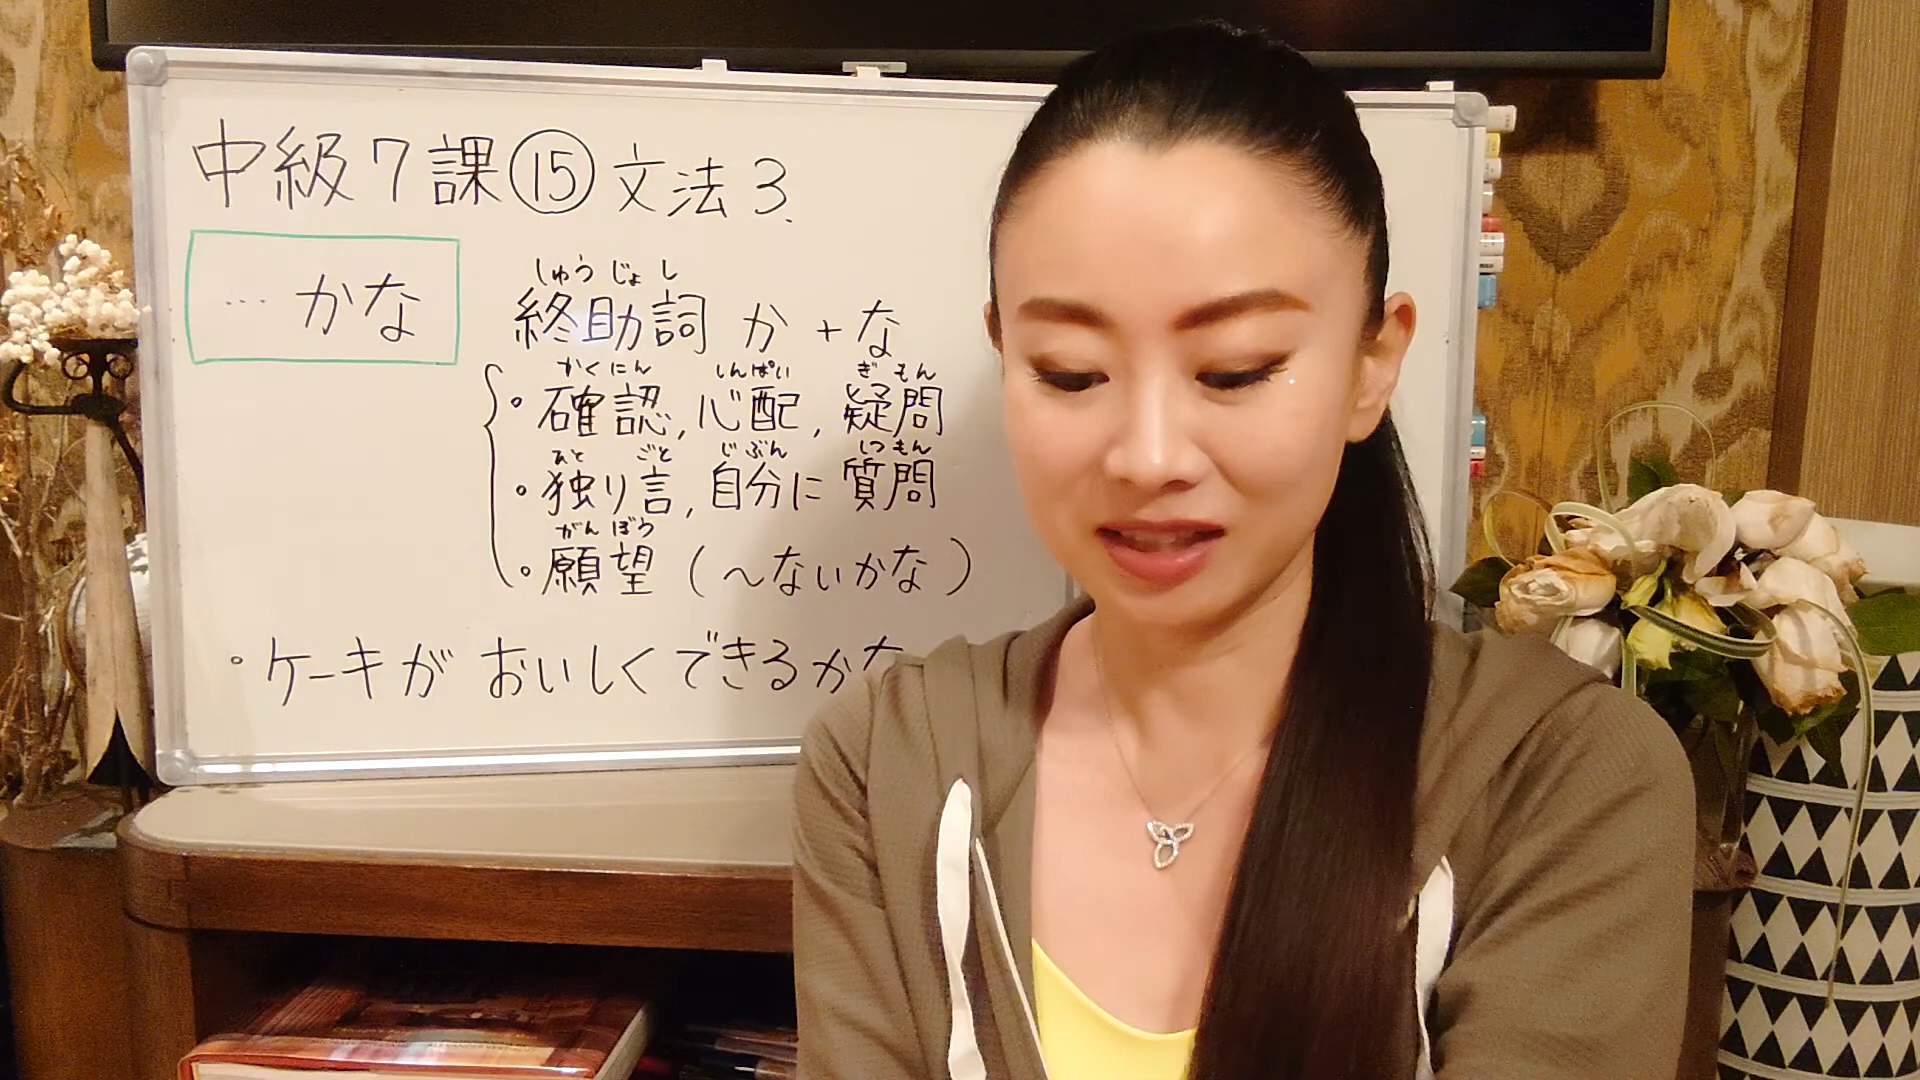 中級7課⑮文法3.
… かな
しゅうじょし
終助詞 か + な
かくにん しんぱい ぎもん
・確認, 心配, 疑問
ひと ごと じぶん しつもん
・独り言, 自分に質問
がんぼう
・願望 (~ないかな)
・ケーキが おいしくできるかな